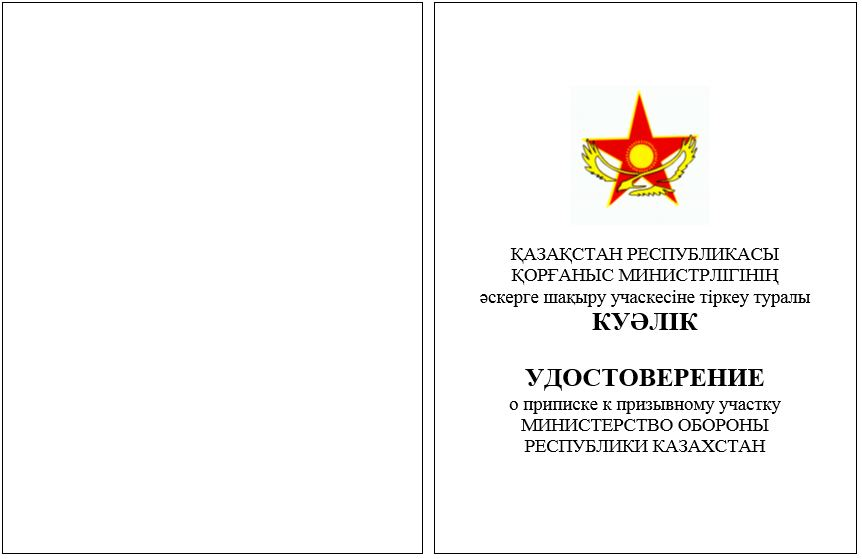 ҚАЗАҚСТАН РЕСПУБЛИКАСЫ
ҚОРҒАНЫС МИНИСТРЛІГІНІҢ
әскерге шақыру учаскесіне тіркеу туралы
КУӘЛІК
УДОСТОВЕРЕНИЕ
о приписке к призывному участку
МИНИСТЕРСТВО ОБОРОНЫ
РЕСПУБЛИКИ КАЗАХСТАН